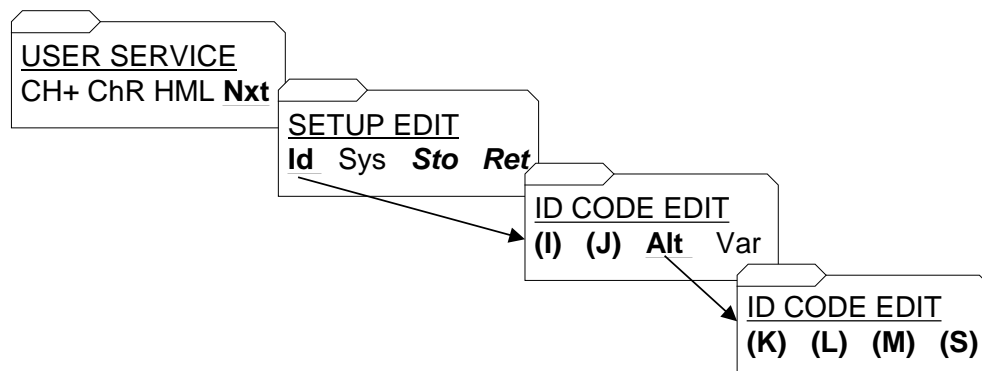 USER SERVICE
CH+ ChR HML Nxt
SETUP EDIT
Id Sys Sto Ret
ID CODE EDIT
(I) (J) Alt Var
ID CODE EDIT
(K) (L) (M) (S)